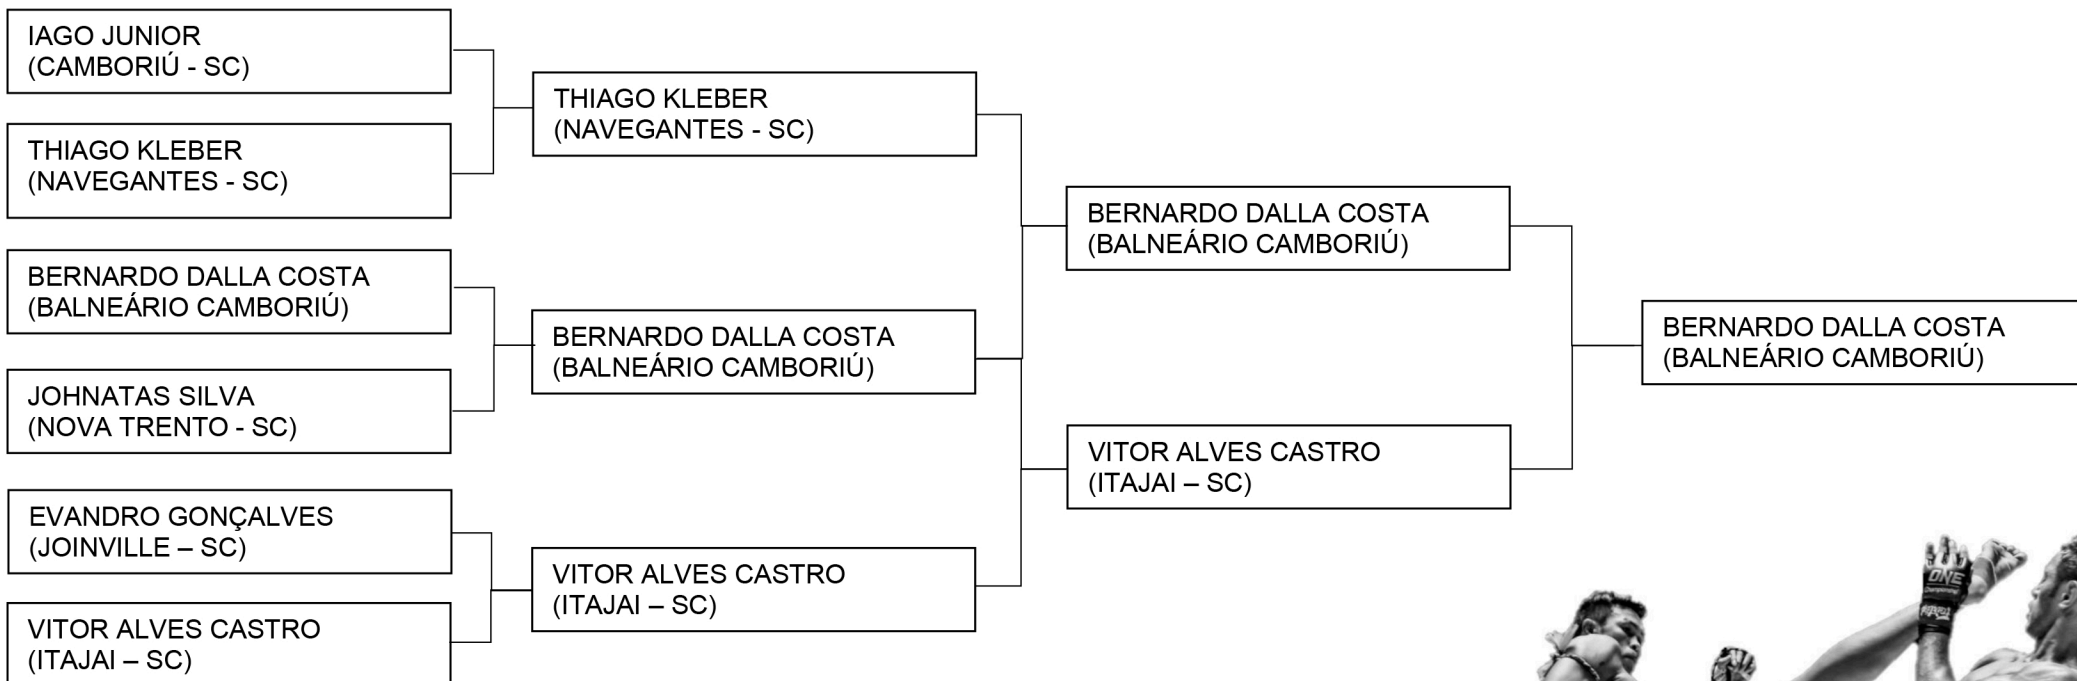 IAGO JUNIOR
(CAMBORIÚ - SC)
THIAGO KLEBER
(NAVEGANTES - SC)
BERNARDO DALLA COSTA
(BALNEÁRIO CAMBORIÚ)
JOHNATAS SILVA
(NOVA TRENTO - SC)
EVANDRO GONÇALVES
(JOINVILLE – SC)
VITOR ALVES CASTRO
(ITAJAI – SC)
THIAGO KLEBER
(NAVEGANTES - SC)
BERNARDO DALLA COSTA
(BALNEÁRIO CAMBORIÚ)
VITOR ALVES CASTRO
(ITAJAI – SC)
BERNARDO DALLA COSTA
(BALNEÁRIO CAMBORIÚ)
VITOR ALVES CASTRO
(ITAJAI – SC)
BERNARDO DALLA COSTA
(BALNEÁRIO CAMBORIÚ)
ONE